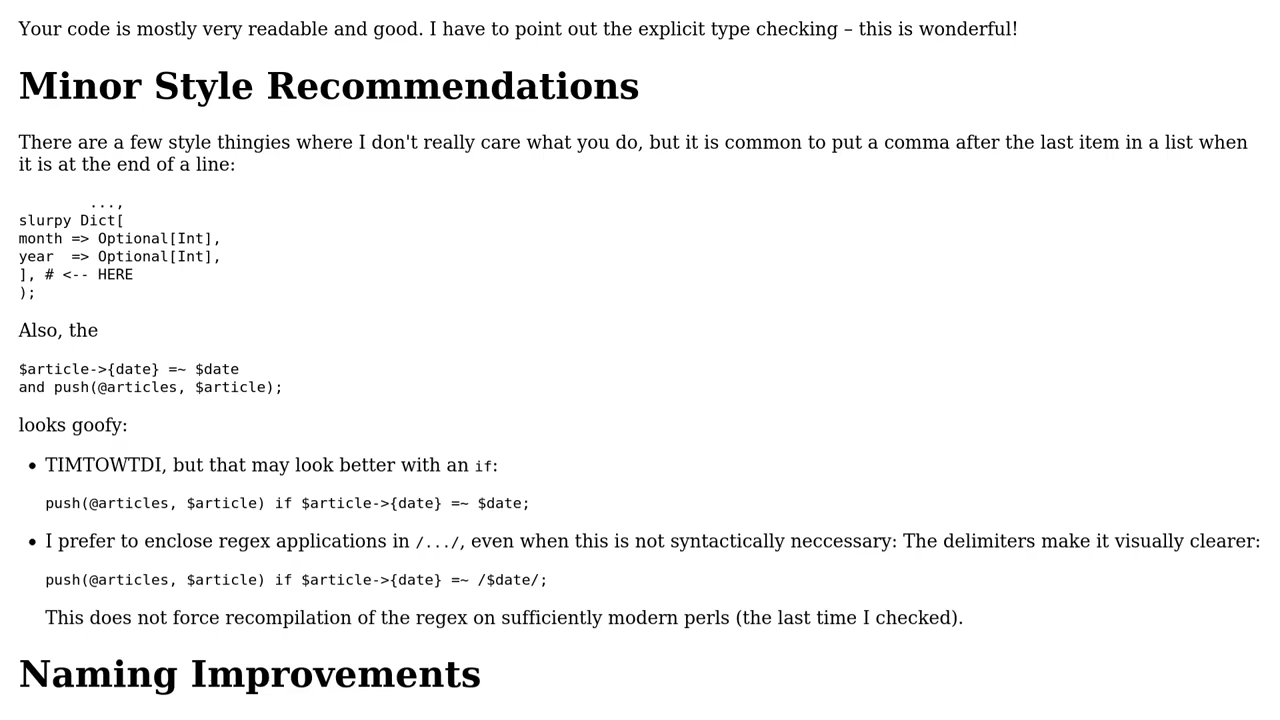 Your code is mostly very readable and good. I have to point out the explicit type checking – this is wonderful!
Minor Style Recommendations
There are a few style thingies where I don't really care what you do, but it is common to put a comma after the last item in a list when
it is at the end of a line:
        ...,
slurpy Dict[
month => Optional[Int],
year  => Optional[Int],
], # <-- HERE
);
Also, the
$article->{date} =~ $date
and push(@articles, $article);
looks goofy:
• TIMTOWTDI, but that may look better with an if:
push(@articles, $article) if $article->{date} =~ $date;
• I prefer to enclose regex applications in /.../, even when this is not syntactically neccessary: The delimiters make it visually clearer:
push(@articles, $article) if $article->{date} =~ /$date/;
This does not force recompilation of the regex on sufficiently modern perls (the last time I checked).
Naming Improvements